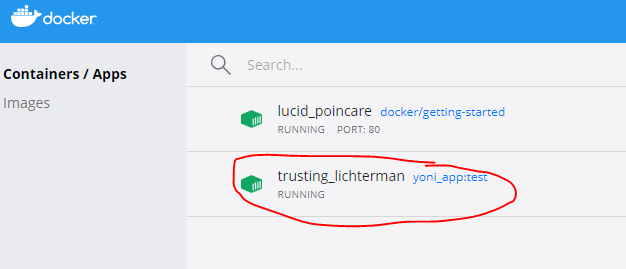 docker
Containers / Apps
Images
Search...
lucid_poincare docker/getting-started
RUNNING PORT: 80
trusting_lichterman yoni_app:test
RUNNING